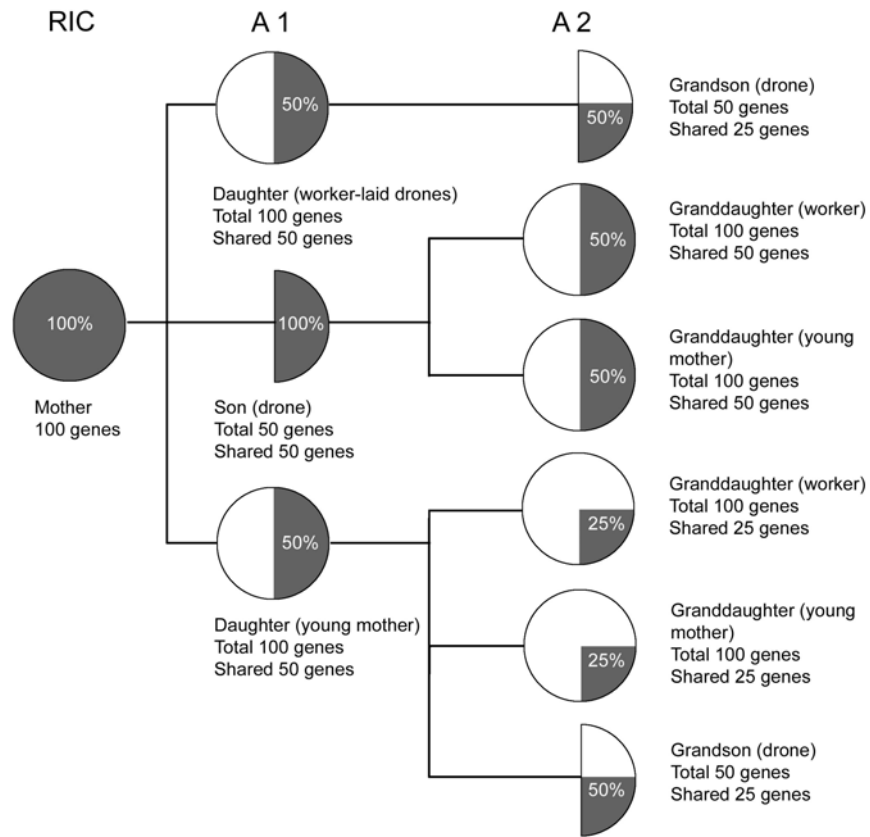 RIC
A 1
A 2
50%
Daughter (worker-laid drones)
Total 100 genes
Shared 50 genes
50%
Grandson (drone)
Total 50 genes
Shared 25 genes
100%
Mother
100 genes
100%
Son (drone)
Total 50 genes
Shared 50 genes
50%
Granddaughter (worker)
Total 100 genes
Shared 50 genes
50%
Granddaughter (young
mother)
Total 100 genes
Shared 50 genes
50%
Daughter (young mother)
Total 100 genes
Shared 50 genes
25%
Granddaughter (worker)
Total 100 genes
Shared 25 genes
25%
Granddaughter (young
mother)
Total 100 genes
Shared 25 genes
50%
Grandson (drone)
Total 50 genes
Shared 25 genes